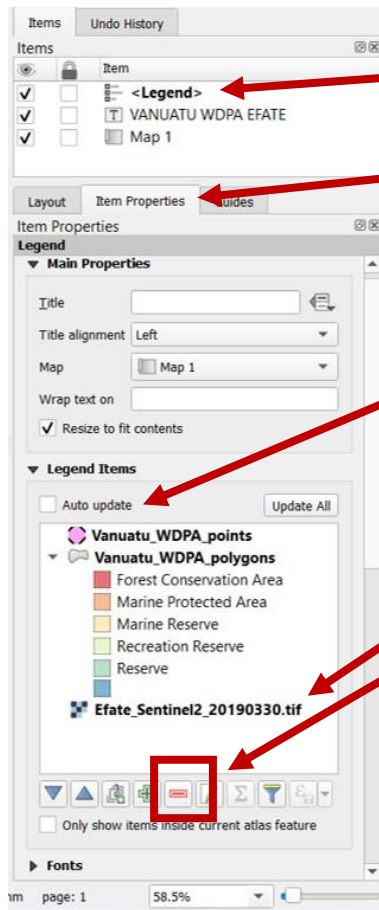 Items Undo History
Items
Item
<Legend>
VANUATU WDPA EFATE
Map 1
Layout Item Properties Guides
Item Properties
Legend
Main Properties
Title
Title alignment Left
Map Map 1
Wrap text on
Resize to fit contents
Legend Items
Auto update Update All
Vanuatu_WDPA_points
Vanuatu_WDPA_polygons
Forest Conservation Area
Marine Protected Area
Marine Reserve
Recreation Reserve
Reserve
Efate_Sentinel2_20190330.tif
Only show items inside current atlas feature
Fonts
page: 1 58.5%